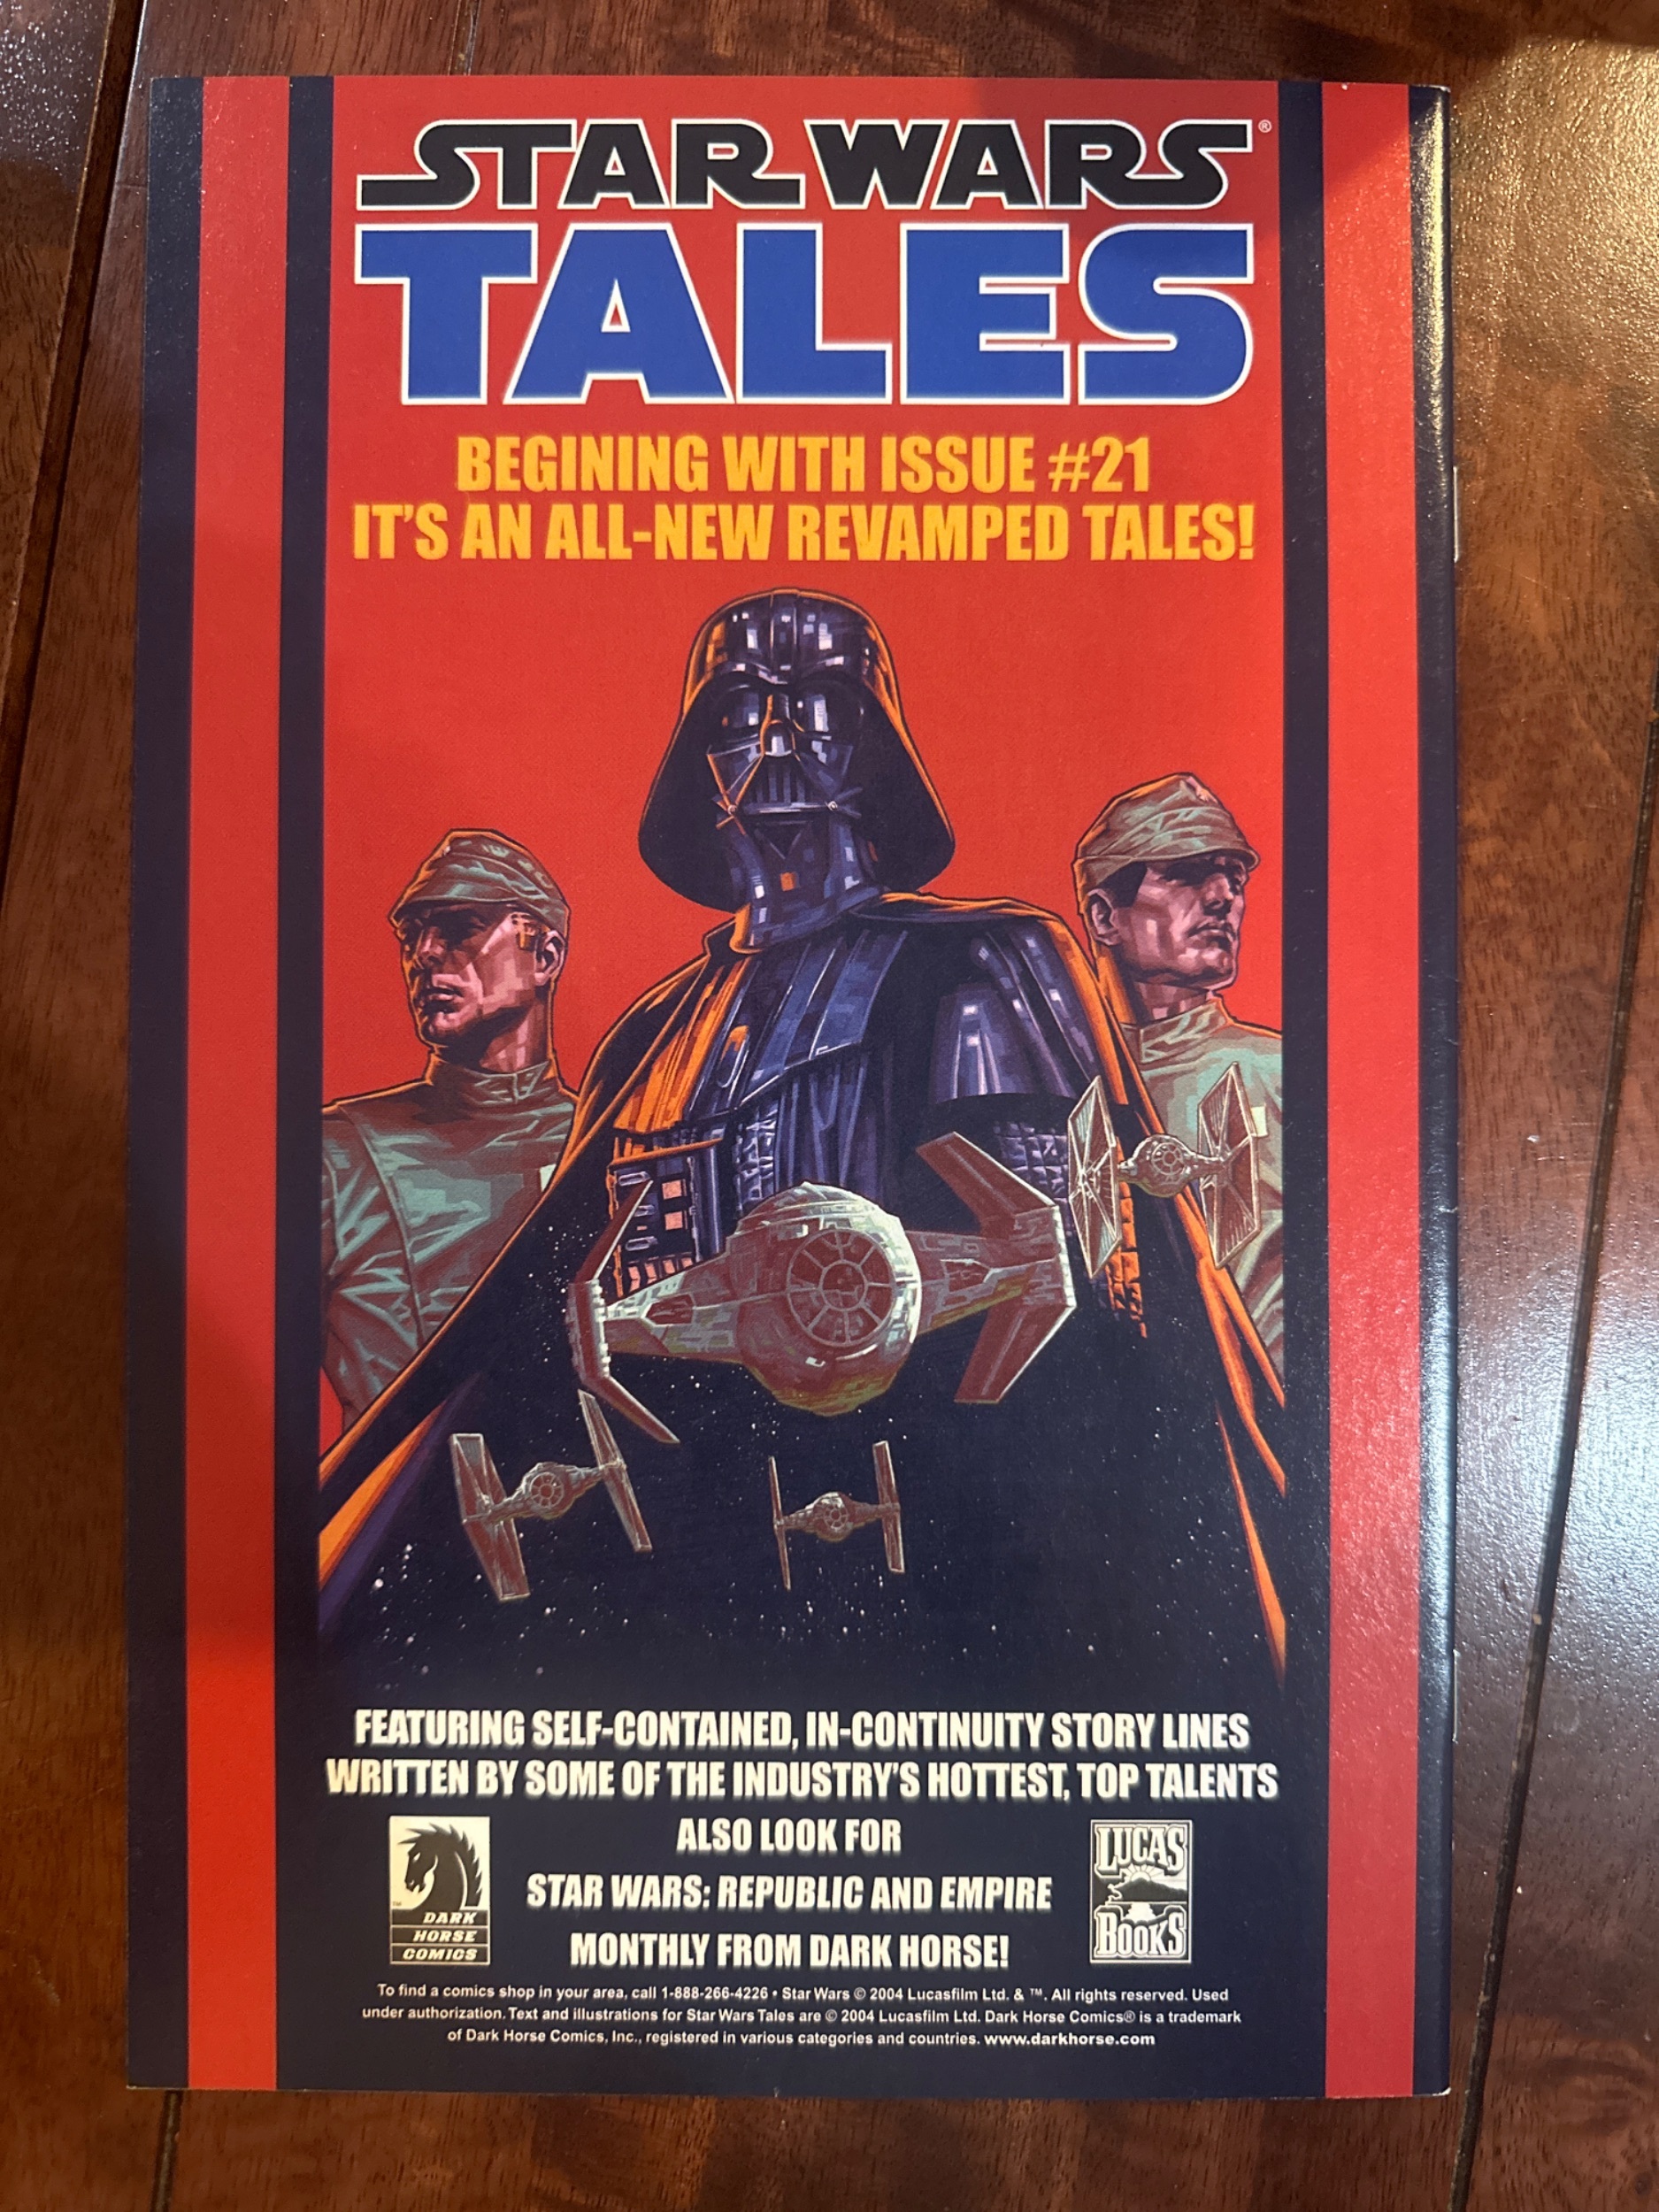 STAR WARS®
TALES
BEGINING WITH ISSUE #21
IT'S AN ALL-NEW REVAMPED TALES!
FEATURING SELF-CONTAINED, IN-CONTINUITY STORY LINES
WRITTEN BY SOME OF THE INDUSTRY'S HOTTEST, TOP TALENTS
ALSO LOOK FOR
STAR WARS: REPUBLIC AND EMPIRE
MONTHLY FROM DARK HORSE!
™
DARK
HORSE
COMICS
LUCAS
BOOKS
To find a comics shop in your area, call 1-888-266-4226 • Star Wars © 2004 Lucasfilm Ltd. & ™. All rights reserved. Used
under authorization. Text and illustrations for Star Wars Tales are © 2004 Lucasfilm Ltd. Dark Horse Comics® is a trademark
of Dark Horse Comics, Inc., registered in various categories and countries. www.darkhorse.com